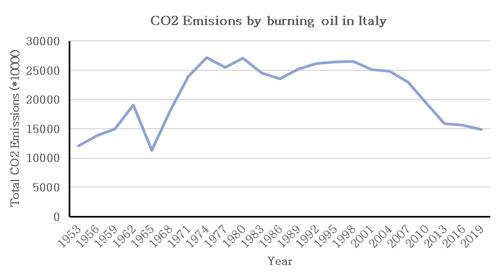 CO2 Emisions by burning oil in Italy
Total CO2 Emissions (*10000
30000
25000
20000
15000
10000
5000
0
1953 1956 1959 1962 1965 1968 1971 1974 1977 1980 1983 1986 1989 1992 1995 1998 2001 2004 2007 2010 2013 2016 2019
Year